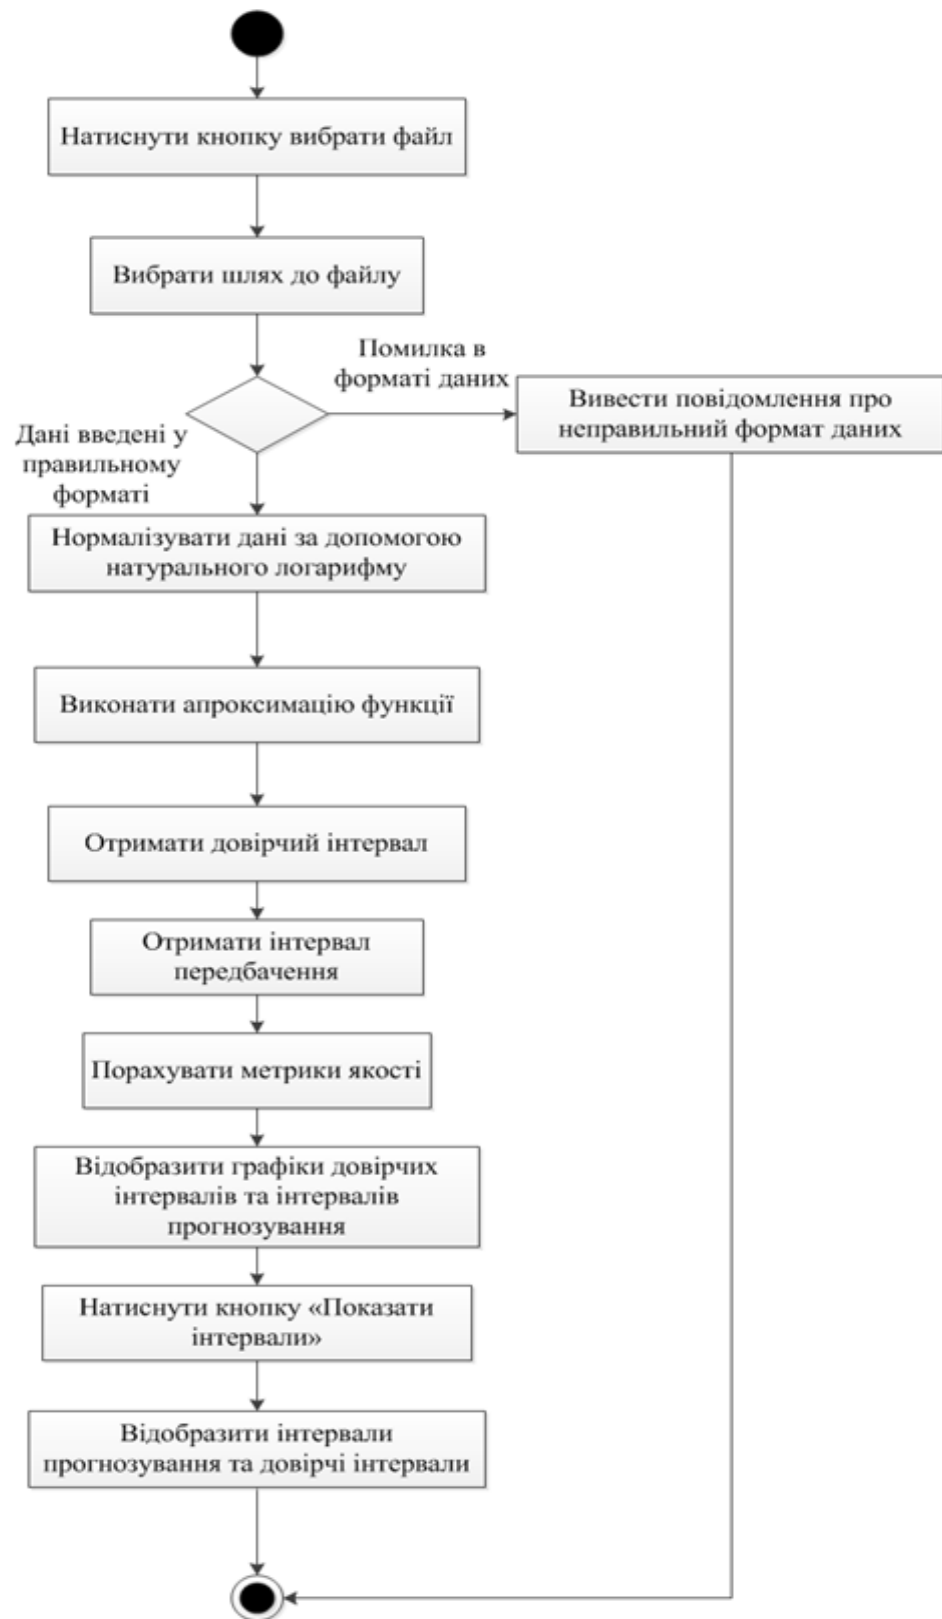 Натиснути кнопку вибрати файл
Вибрати шлях до файлу
Помилка в
форматі даних
Вивести повідомлення про
неправильний формат даних
Дані введені у
правильному
форматі
Нормалізувати дані за допомогою
натурального логарифму
Виконати апроксимацію функції
Отримати довірчий інтервал
Отримати інтервал
передбачення
Порахувати метрики якості
Відобразити графіки довірчих
інтервалів та інтервалів
прогнозування
Натиснути кнопку «Показати
інтервали»
Відобразити інтервали
прогнозування та довірчі інтервали